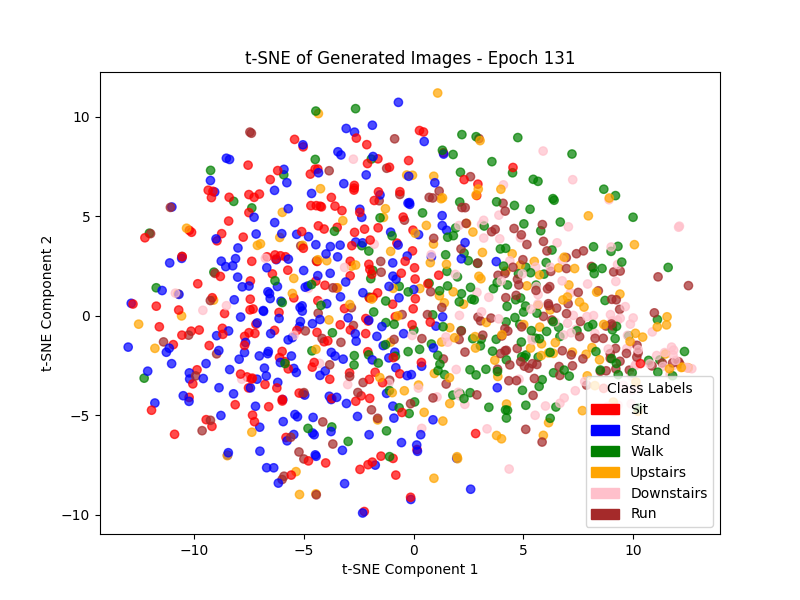 t-SNE of Generated Images - Epoch 131
10
5
0
−5
−10
t-SNE Component 2
−10
−5
0
5
10
t-SNE Component 1
Class Labels
Sit
Stand
Walk
Upstairs
Downstairs
Run